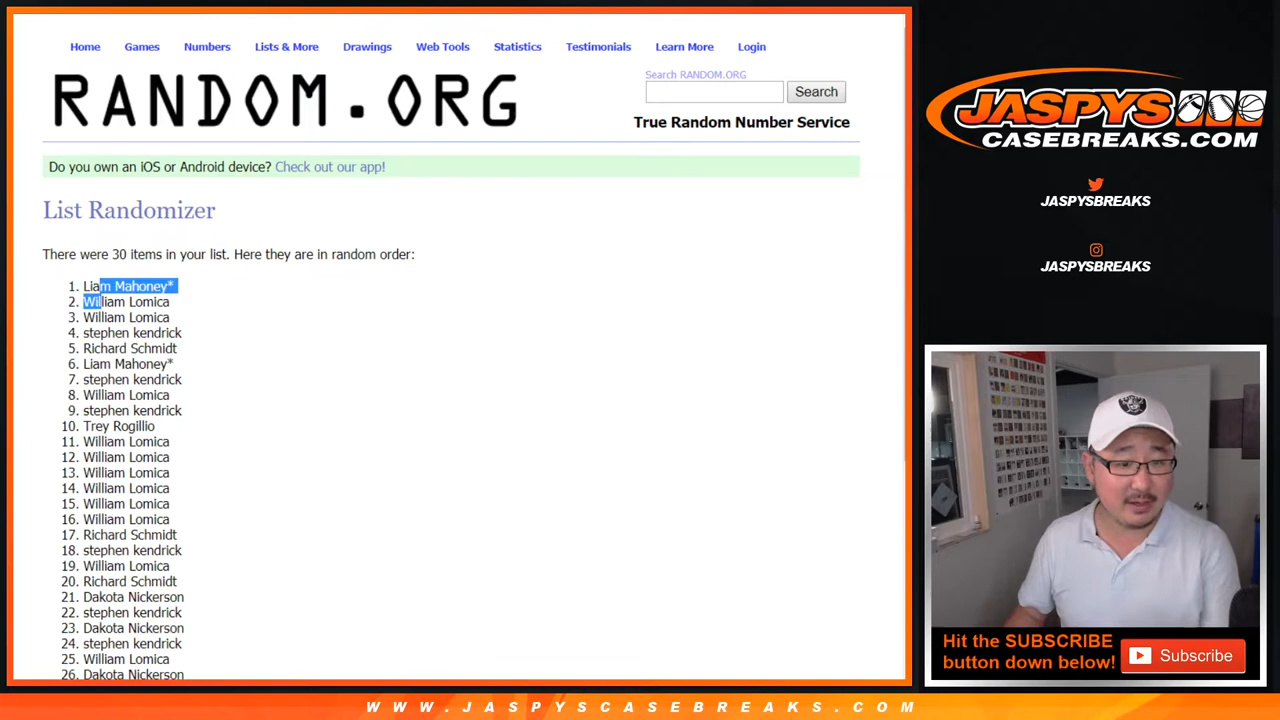 Home Games Numbers Lists & More Drawings Web Tools Statistics Testimonials Learn More Login
RANDOM.ORG
Search RANDOM.ORG
Search
True Random Number Service
Do you own an iOS or Android device? Check out our app!
List Randomizer
There were 30 items in your list. Here they are in random order:
1. Liam Mahoney*
2. William Lomica
3. William Lomica
4. stephen kendrick
5. Richard Schmidt
6. Liam Mahoney*
7. stephen kendrick
8. William Lomica
9. stephen kendrick
10. Trey Rogillio
11. William Lomica
12. William Lomica
13. William Lomica
14. William Lomica
15. William Lomica
16. William Lomica
17. Richard Schmidt
18. stephen kendrick
19. William Lomica
20. Richard Schmidt
21. Dakota Nickerson
22. stephen kendrick
23. Dakota Nickerson
24. stephen kendrick
25. William Lomica
26. Dakota Nickerson
JASPYS
CASEBREAKS.COM
JASPYSBREAKS
JASPYSBREAKS
Hit the SUBSCRIBE
button down below!
Subscribe
WWW.JASPYSCASEBREAKS.COM